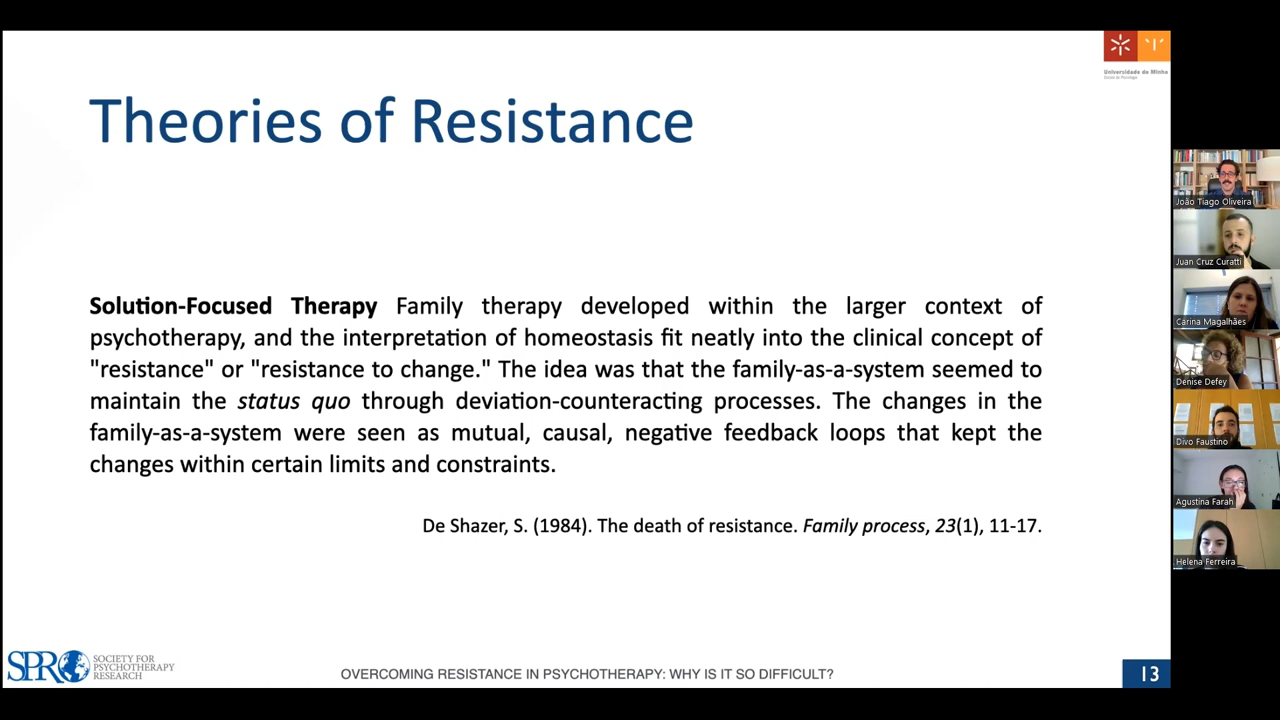 Universidade do Minho
Escola de Psicologia
Theories of Resistance
Solution-Focused Therapy Family therapy developed within the larger context of
psychotherapy, and the interpretation of homeostasis fit neatly into the clinical concept of
"resistance" or "resistance to change." The idea was that the family-as-a-system seemed to
maintain the status quo through deviation-counteracting processes. The changes in the
family-as-a-system were seen as mutual, causal, negative feedback loops that kept the
changes within certain limits and constraints.
De Shazer, S. (1984). The death of resistance. Family process, 23(1), 11-17.
SPR SOCIETY FOR
PSYCHOTHERAPY
RESEARCH
OVERCOMING RESISTANCE IN PSYCHOTHERAPY: WHY IS IT SO DIFFICULT?
13
João Tiago Oliveira
Juan Cruz Curatti
Carina Magalhães
Denise Defey
Divo Faustino
Agustina Farah
Helena Ferreira